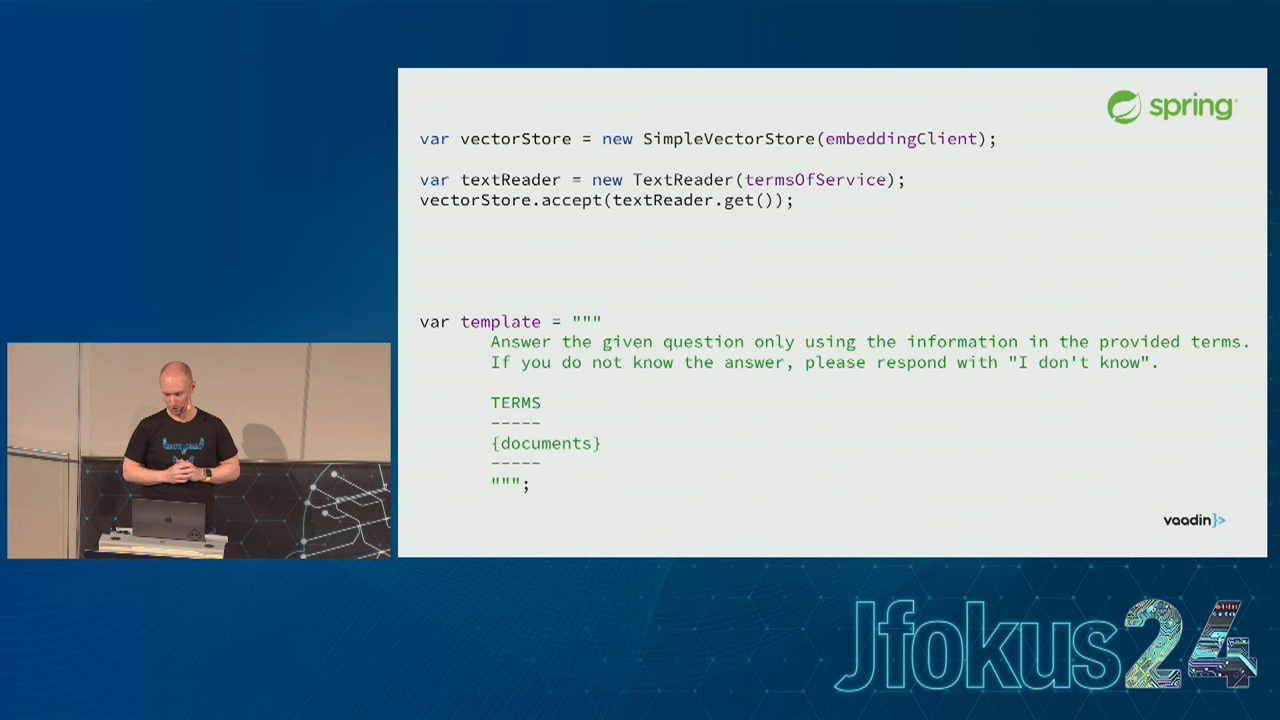 spring
var vectorStore = new SimpleVectorStore(embeddingClient);
var textReader = new TextReader(termsOfService);
vectorStore.accept(textReader.get());
var template = """
Answer the given question only using the information in the provided terms.
If you do not know the answer, please respond with "I don't know".
TERMS
-----
{documents}
-----
""";
vaadin}>
Jfokus24